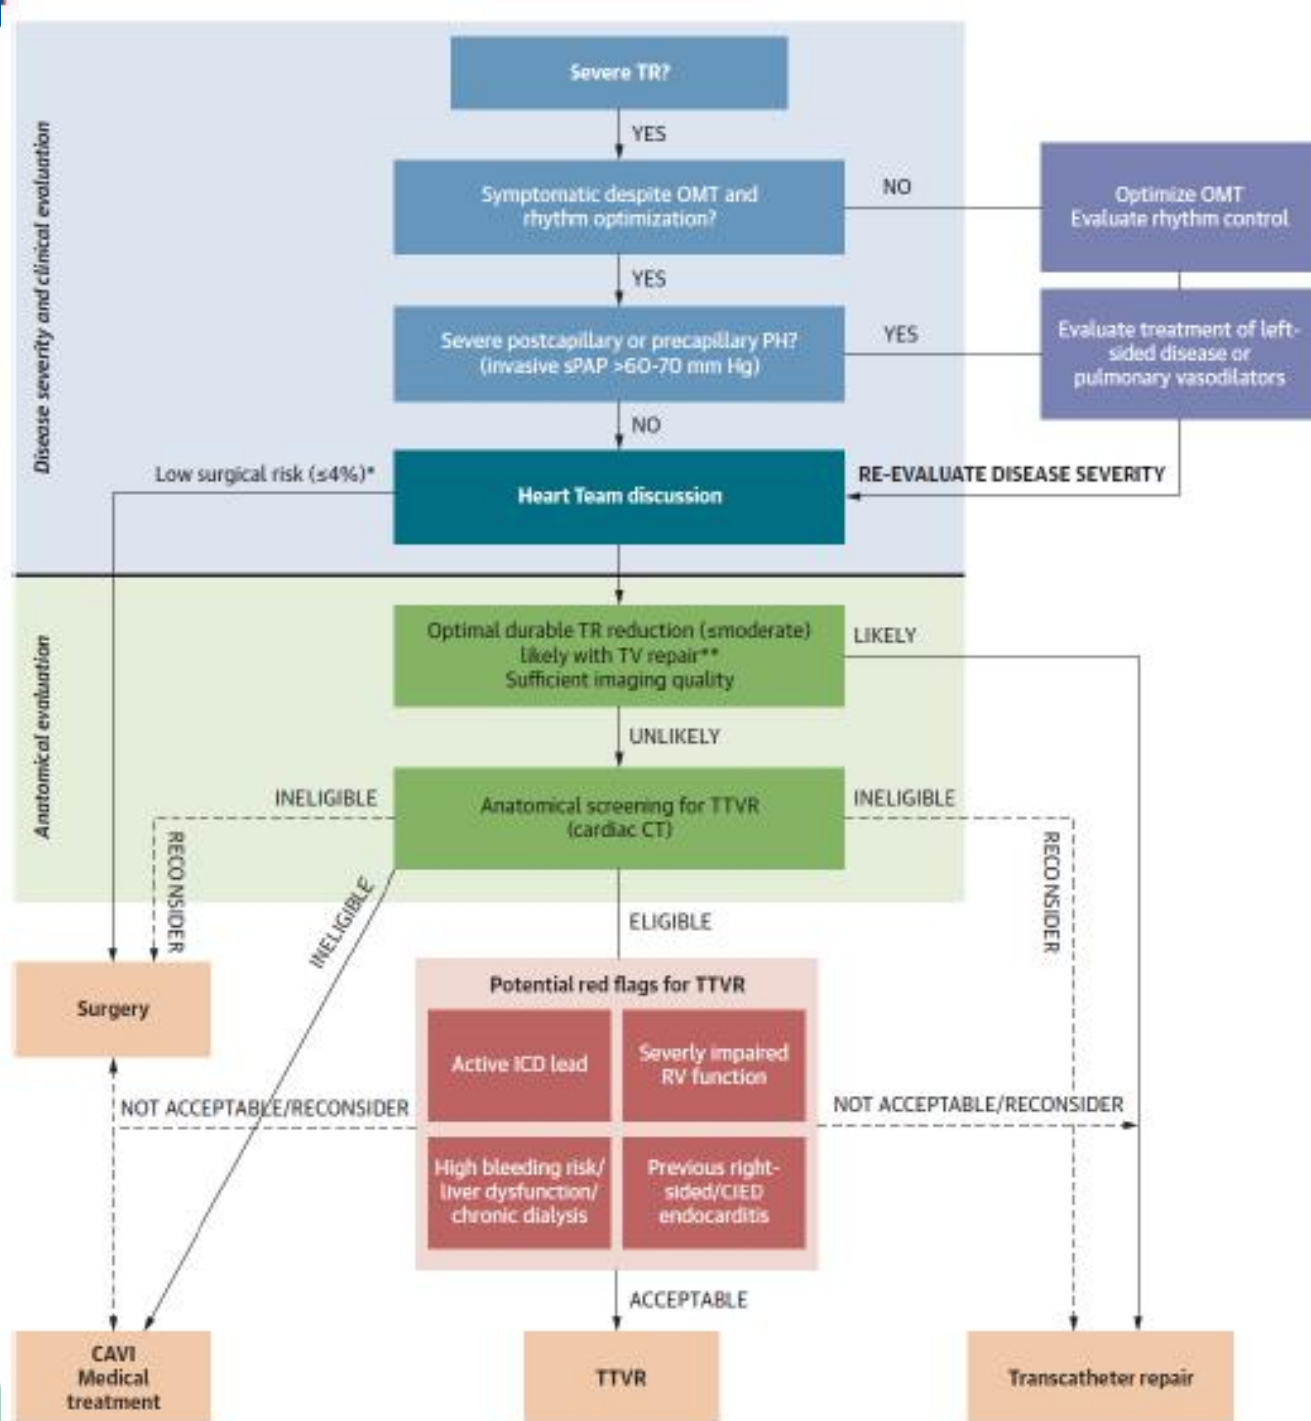 Disease severity and clinical evaluation
Severe TR?
YES
Symptomatic despite OMT and
rhythm optimization?
NO
Optimize OMT
Evaluate rhythm control
YES
Severe postcapillary or precapillary PH?
(invasive sPAP >60-70 mm Hg)
YES
Evaluate treatment of left-
sided disease or
pulmonary vasodilators
NO
Low surgical risk (≤4%)*
Heart Team discussion
RE-EVALUATE DISEASE SEVERITY
Anatomical evaluation
Optimal durable TR reduction (≤moderate)
likely with TV repair**
Sufficient imaging quality
LIKELY
UNLIKELY
INELIGIBLE
Anatomical screening for TTVR
(cardiac CT)
INELIGIBLE
RECONSIDER
INELIGIBLE
ELIGIBLE
RECONSIDER
Surgery
Potential red flags for TTVR
Active ICD lead
Severly impaired
RV function
NOT ACCEPTABLE/RECONSIDER
NOT ACCEPTABLE/RECONSIDER
High bleeding risk/
liver dysfunction/
chronic dialysis
Previous right-
sided/CIED
endocarditis
ACCEPTABLE
CAVI
Medical
treatment
TTVR
Transcatheter repair